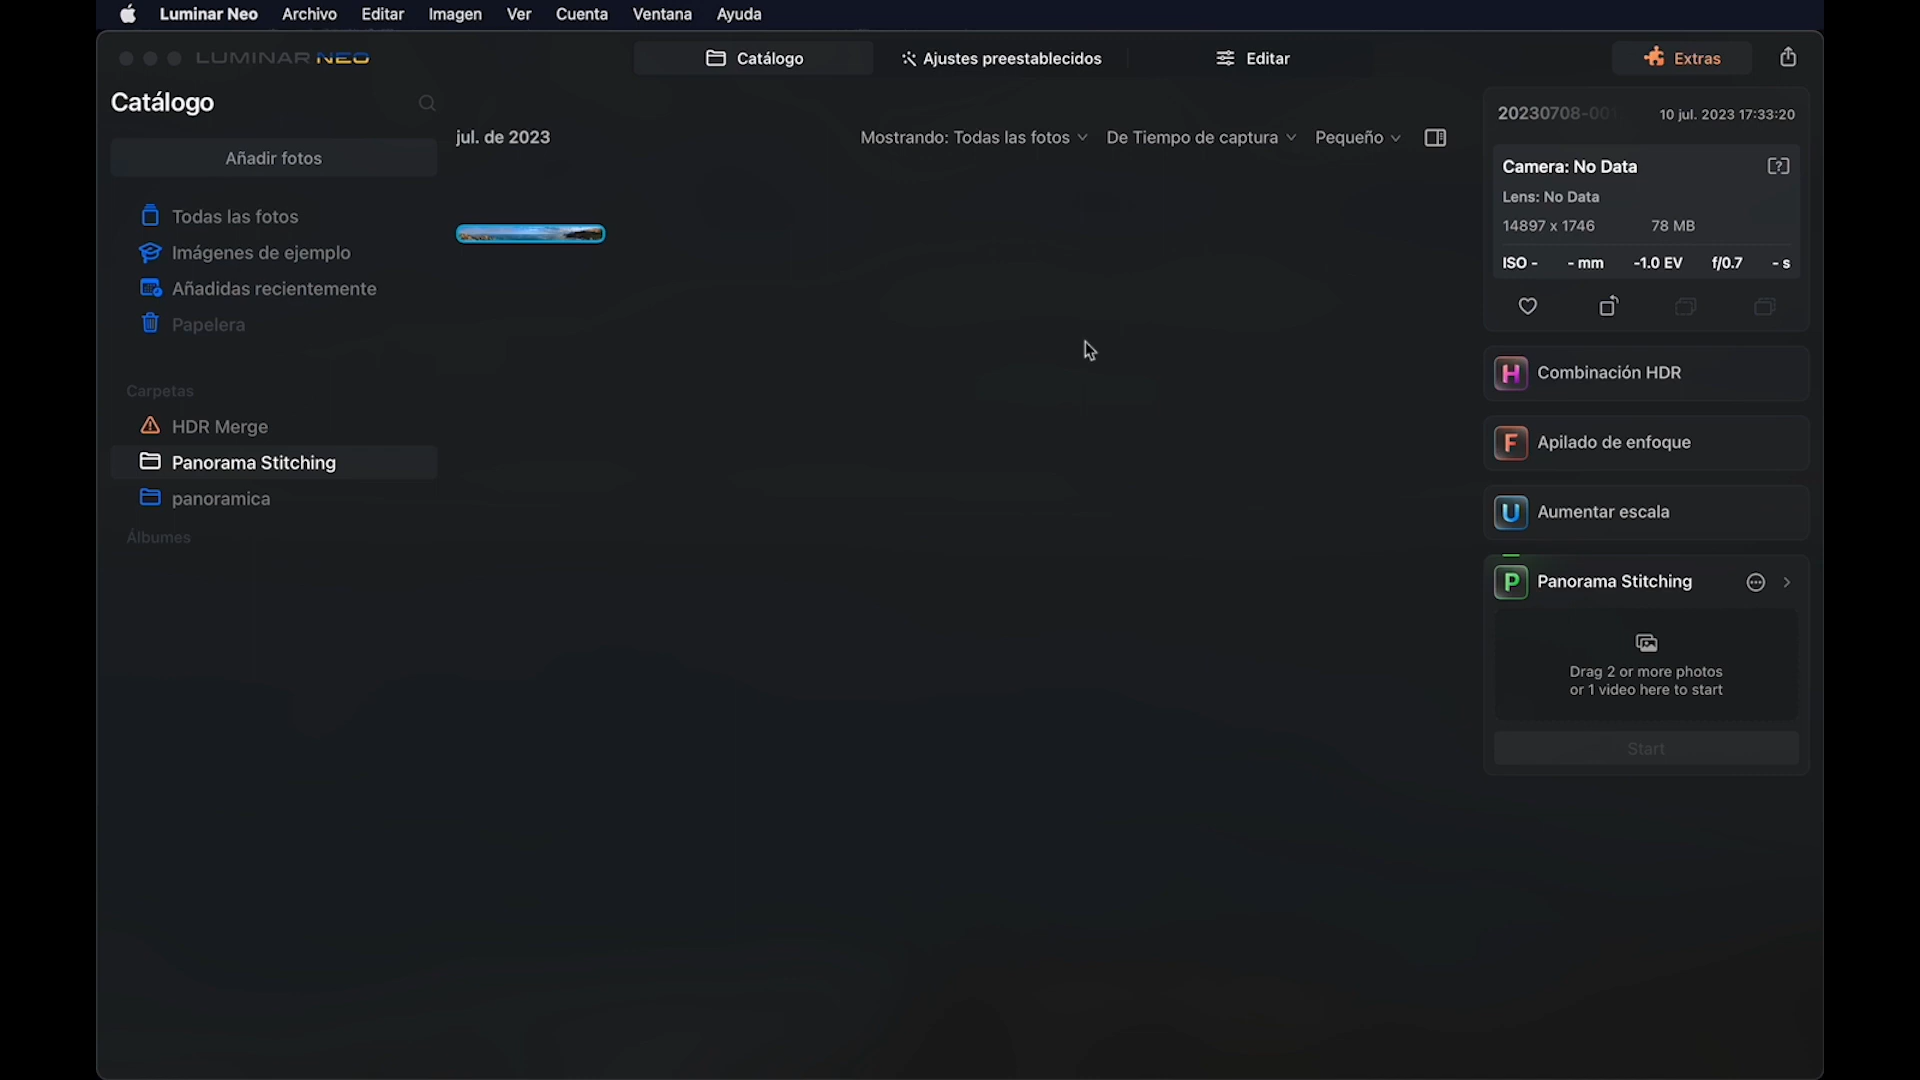 Luminar Neo Archivo Editar Imagen Ver Cuenta Ventana Ayuda
LUMINAR NEO
Catálogo
Ajustes preestablecidos
Editar
Extras
Catálogo
Añadir fotos
Todas las fotos
Imágenes de ejemplo
Añadidas recientemente
Papelera
Carpetas
HDR Merge
Panorama Stitching
panoramica
Álbumes
jul. de 2023
Mostrando: Todas las fotos
De Tiempo de captura
Pequeño
20230708-001
10 jul. 2023 17:33:20
Camera: No Data
Lens: No Data
14897 x 1746 78 MB
ISO - - mm -1.0 EV f/0.7 - s
H Combinación HDR
F Apilado de enfoque
U Aumentar escala
P Panorama Stitching
Drag 2 or more photos
or 1 video here to start
Start